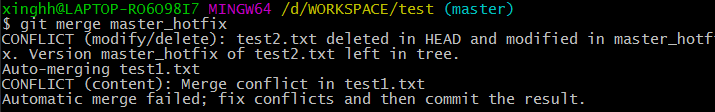 xinghh@LAPTOP-RO6O98I7 MINGW64 /d/WORKSPACE/test (master)
$ git merge master_hotfix
CONFLICT (modify/delete): test2.txt deleted in HEAD and modified in master_hotfi
x. Version master_hotfix of test2.txt left in tree.
Auto-merging test1.txt
CONFLICT (content): Merge conflict in test1.txt
Automatic merge failed; fix conflicts and then commit the result.